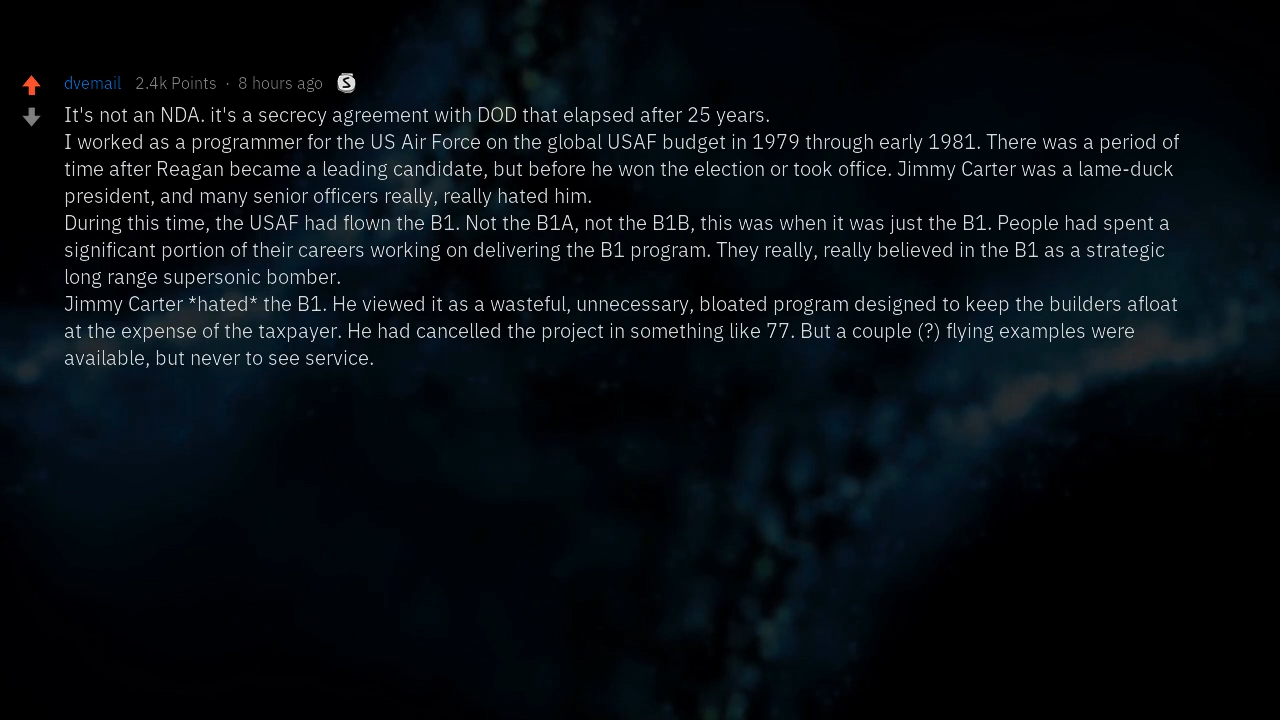 dvemail 2.4k Points · 8 hours ago
It's not an NDA. it's a secrecy agreement with DOD that elapsed after 25 years.
I worked as a programmer for the US Air Force on the global USAF budget in 1979 through early 1981. There was a period of
time after Reagan became a leading candidate, but before he won the election or took office. Jimmy Carter was a lame-duck
president, and many senior officers really, really hated him.
During this time, the USAF had flown the B1. Not the B1A, not the B1B, this was when it was just the B1. People had spent a
significant portion of their careers working on delivering the B1 program. They really, really believed in the B1 as a strategic
long range supersonic bomber.
Jimmy Carter *hated* the B1. He viewed it as a wasteful, unnecessary, bloated program designed to keep the builders afloat
at the expense of the taxpayer. He had cancelled the project in something like 77. But a couple (?) flying examples were
available, but never to see service.